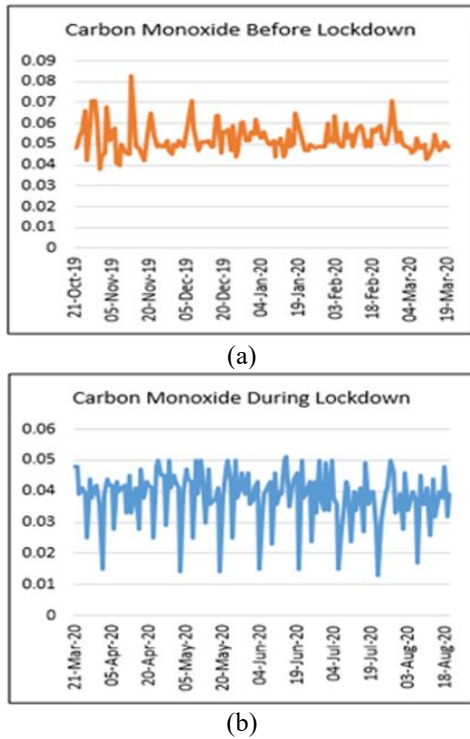 Carbon Monoxide Before Lockdown
0.09
0.08
0.07
0.06
0.05
0.04
0.03
0.02
0.01
0
21-Oct-19
05-Nov-19
20-Nov-19
05-Dec-19
20-Dec-19
04-Jan-20
19-Jan-20
03-Feb-20
18-Feb-20
04-Mar-20
19-Mar-20
(a)
Carbon Monoxide During Lockdown
0.06
0.05
0.04
0.03
0.02
0.01
0
21-Mar-20
05-Apr-20
20-Apr-20
05-May-20
20-May-20
04-Jun-20
19-Jun-20
04-Jul-20
19-Jul-20
03-Aug-20
18-Aug-20
(b)